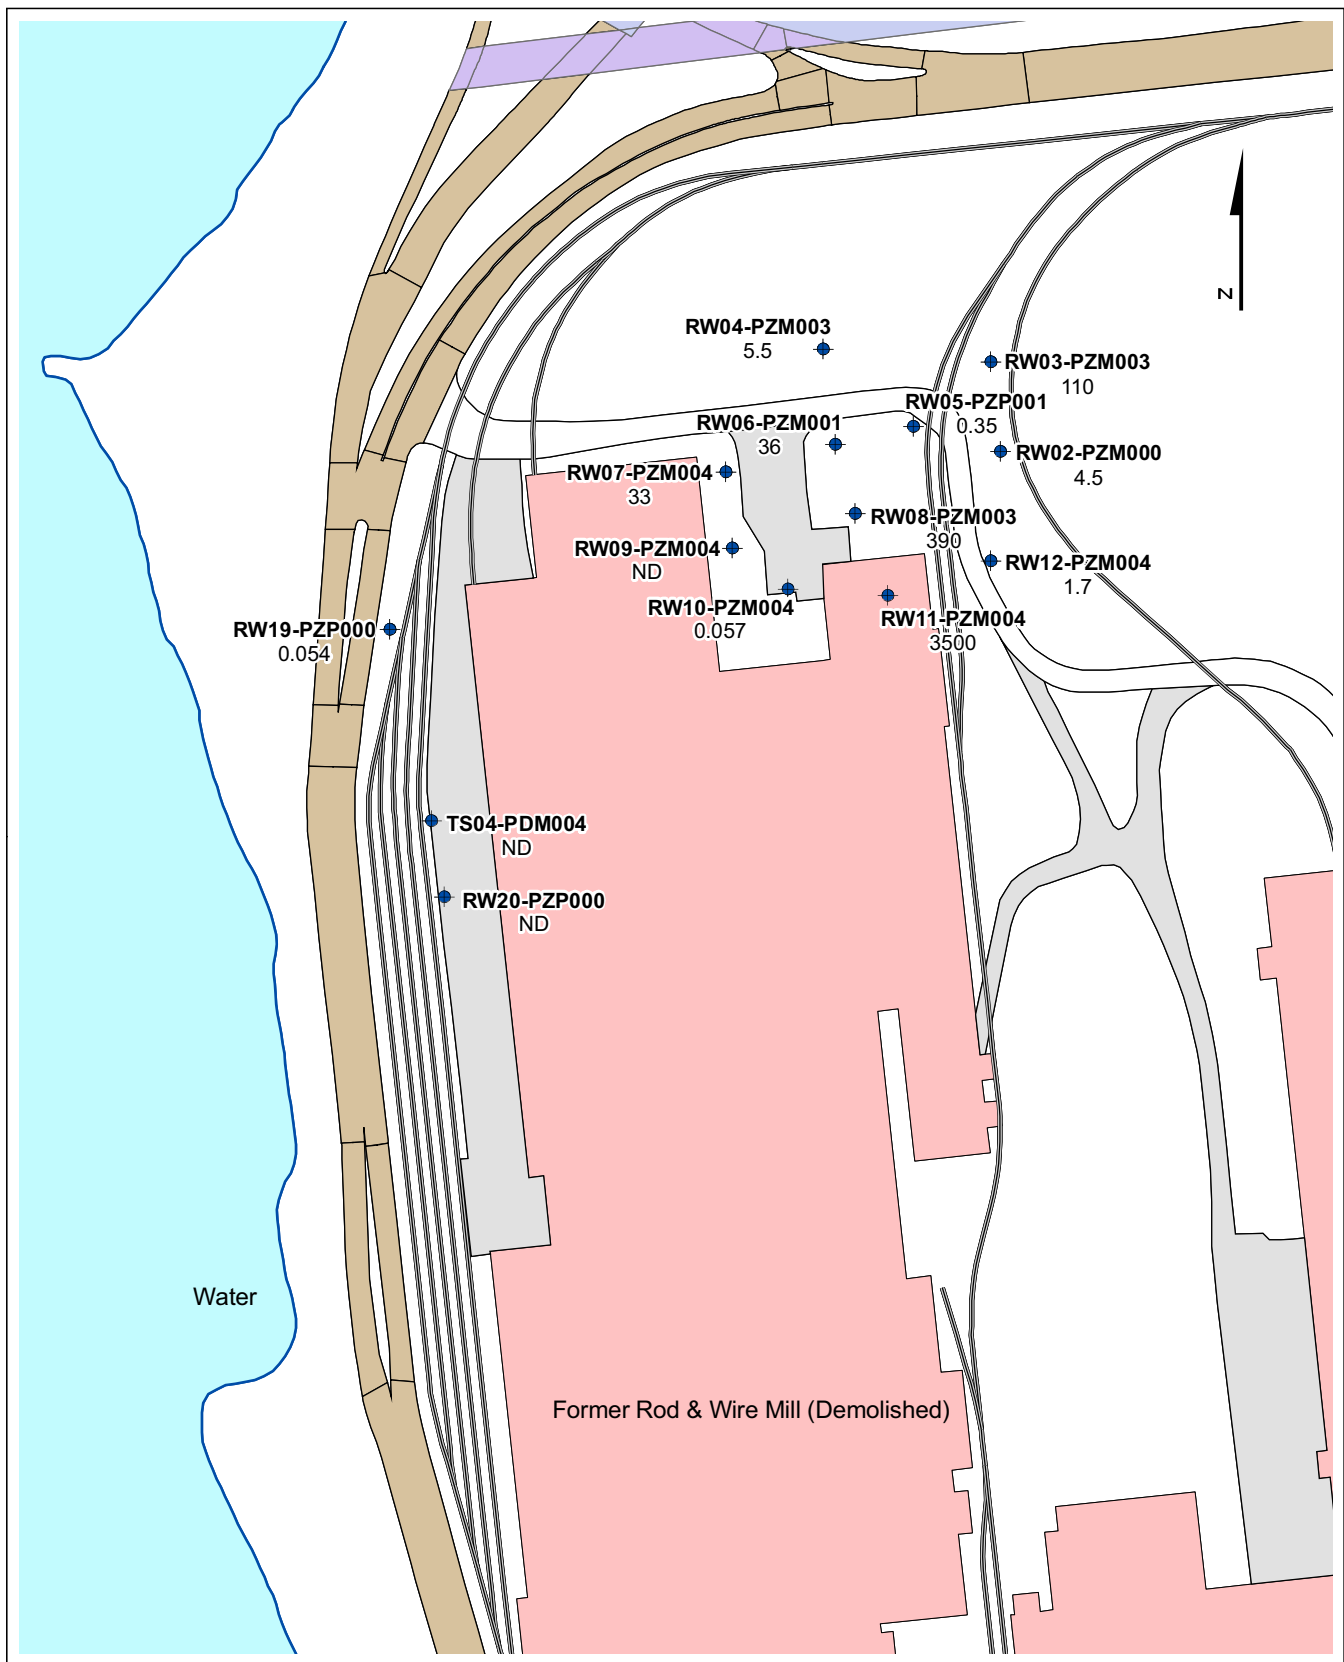 Z
RW04-PZM003
5.5
RW03-PZM003
110
RW05-PZP001
0.35
RW06-PZM001
36
RW02-PZM000
4.5
RW07-PZM004
33
RW08-PZM003
390
RW09-PZM004
ND
RW12-PZM004
1.7
RW10-PZM004
0.057
RW11-PZM004
3500
RW19-PZP000
0.054
TS04-PDM004
ND
RW20-PZP000
ND
Water
Former Rod & Wire Mill (Demolished)